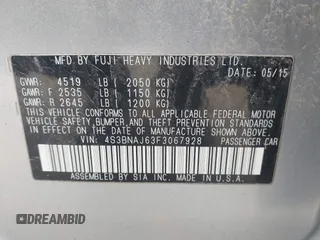 MFD. BY FUJI HEAVY INDUSTRIES LTD.
DATE: 05/15
GVWR: 4519 LB ( 2050 KG)
GAWR: F 2535 LB ( 1150 KG)
GAWR: R 2645 LB ( 1200 KG)
THIS VEHICLE CONFORMS TO ALL APPLICABLE FEDERAL MOTOR
VEHICLE SAFETY, BUMPER, AND THEFT PREVENTION STANDARDS
IN EFFECT ON THE DATE OF MANUFACTURE SHOWN ABOVE.
VIN: 4S3BNAJ63F3067928
PASSENGER CAR
ASSEMBLED BY SIA INC. MADE IN U.S.A.
DREAMBID